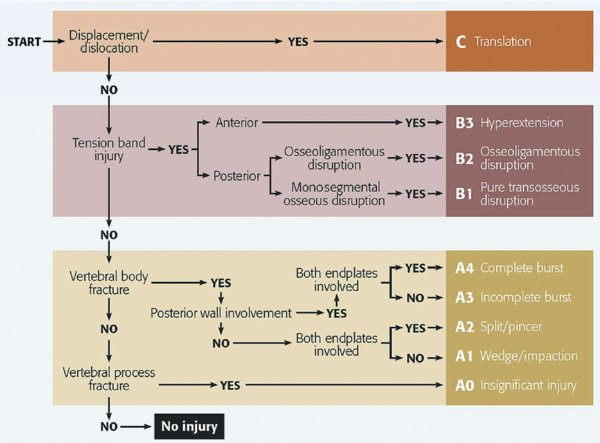 START
Displacement/
dislocation
YES
C Translation
NO
Tension band
injury
YES
Anterior
YES
B3 Hyperextension
Posterior
Osseoligamentous
disruption
YES
B2 Osseoligamentous
disruption
Monosegmental
osseous disruption
YES
B1 Pure transosseous
disruption
NO
Vertebral body
fracture
YES
Posterior wall involvement
YES
Both endplates
involved
YES
A4 Complete burst
NO
A3 Incomplete burst
NO
Both endplates
involved
YES
A2 Split/pincer
NO
A1 Wedge/impaction
NO
Vertebral process
fracture
YES
A0 Insignificant injury
NO
No injury